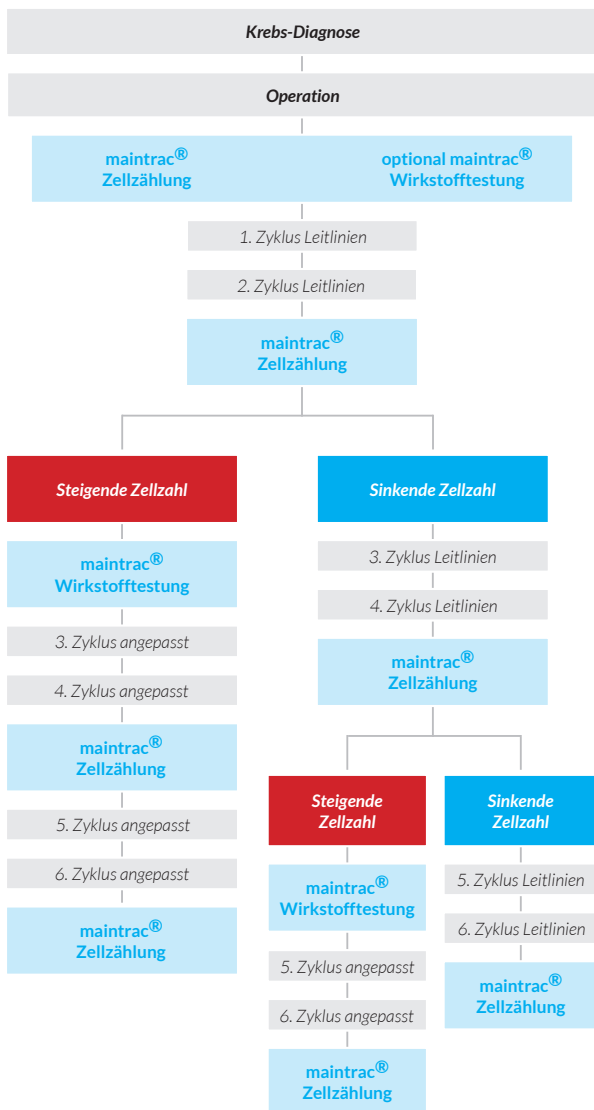 Krebs-Diagnose
Operation
maintrac®
Zellzählung
optional maintrac®
Wirkstofftestung
1. Zyklus Leitlinien
2. Zyklus Leitlinien
maintrac®
Zellzählung
Steigende Zellzahl
maintrac®
Wirkstofftestung
3. Zyklus angepasst
4. Zyklus angepasst
maintrac®
Zellzählung
5. Zyklus angepasst
6. Zyklus angepasst
maintrac®
Zellzählung
Sinkende Zellzahl
3. Zyklus Leitlinien
4. Zyklus Leitlinien
maintrac®
Zellzählung
Steigende
Zellzahl
maintrac®
Wirkstofftestung
5. Zyklus angepasst
6. Zyklus angepasst
maintrac®
Zellzählung
Sinkende
Zellzahl
5. Zyklus Leitlinien
6. Zyklus Leitlinien
maintrac®
Zellzählung